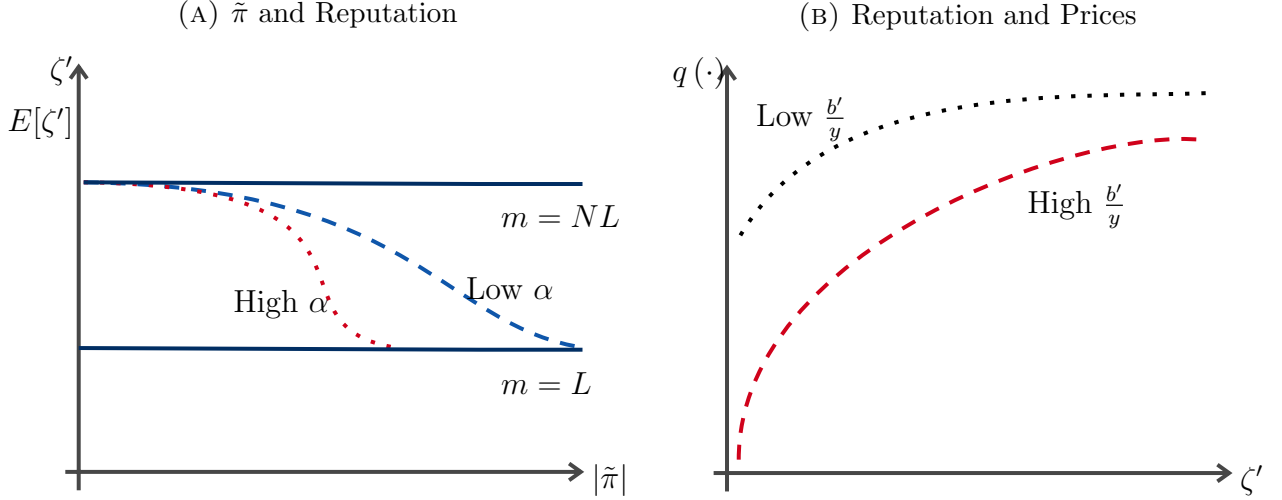 (A) π̃ and Reputation
ζ′
E[ζ′]
m = NL
High α
Low α
m = L
|π̃|
(B) Reputation and Prices
q (·)
Low b′/y
High b′/y
ζ′